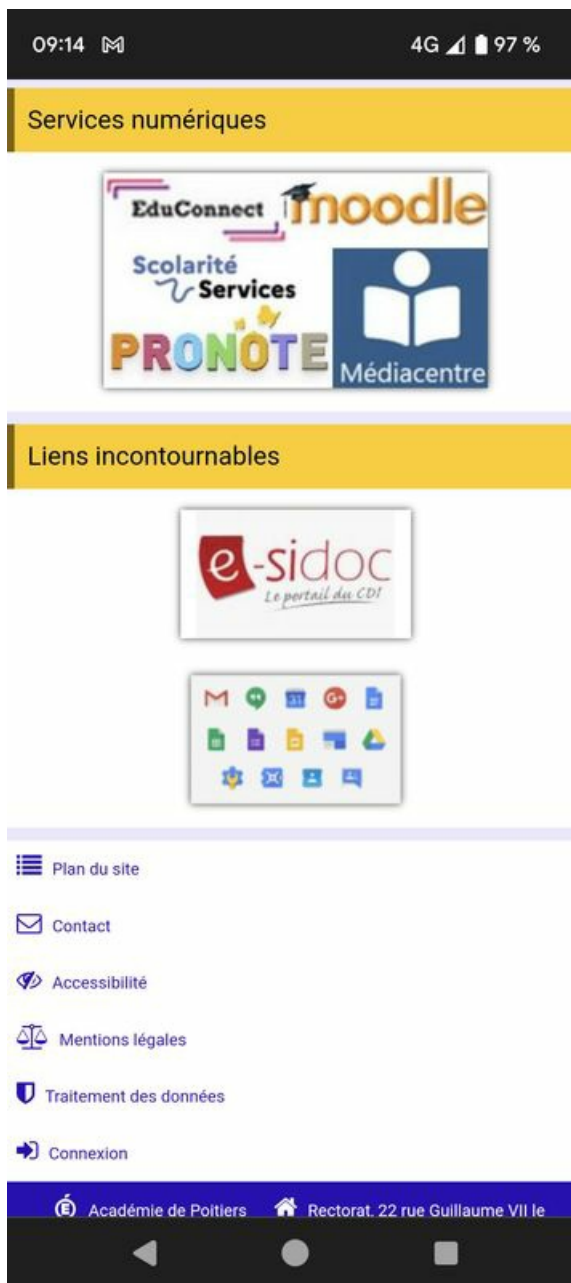 09:14 4G 97 %
Services numériques
EduConnect moodle
Scolarité
Services
PRONOTE
Médiacentre
Liens incontournables
e-sidoc
Le portail du CDI
31 G+
Plan du site
Contact
Accessibilité
Mentions légales
Traitement des données
Connexion
Académie de Poitiers Rectorat, 22 rue Guillaume VII le